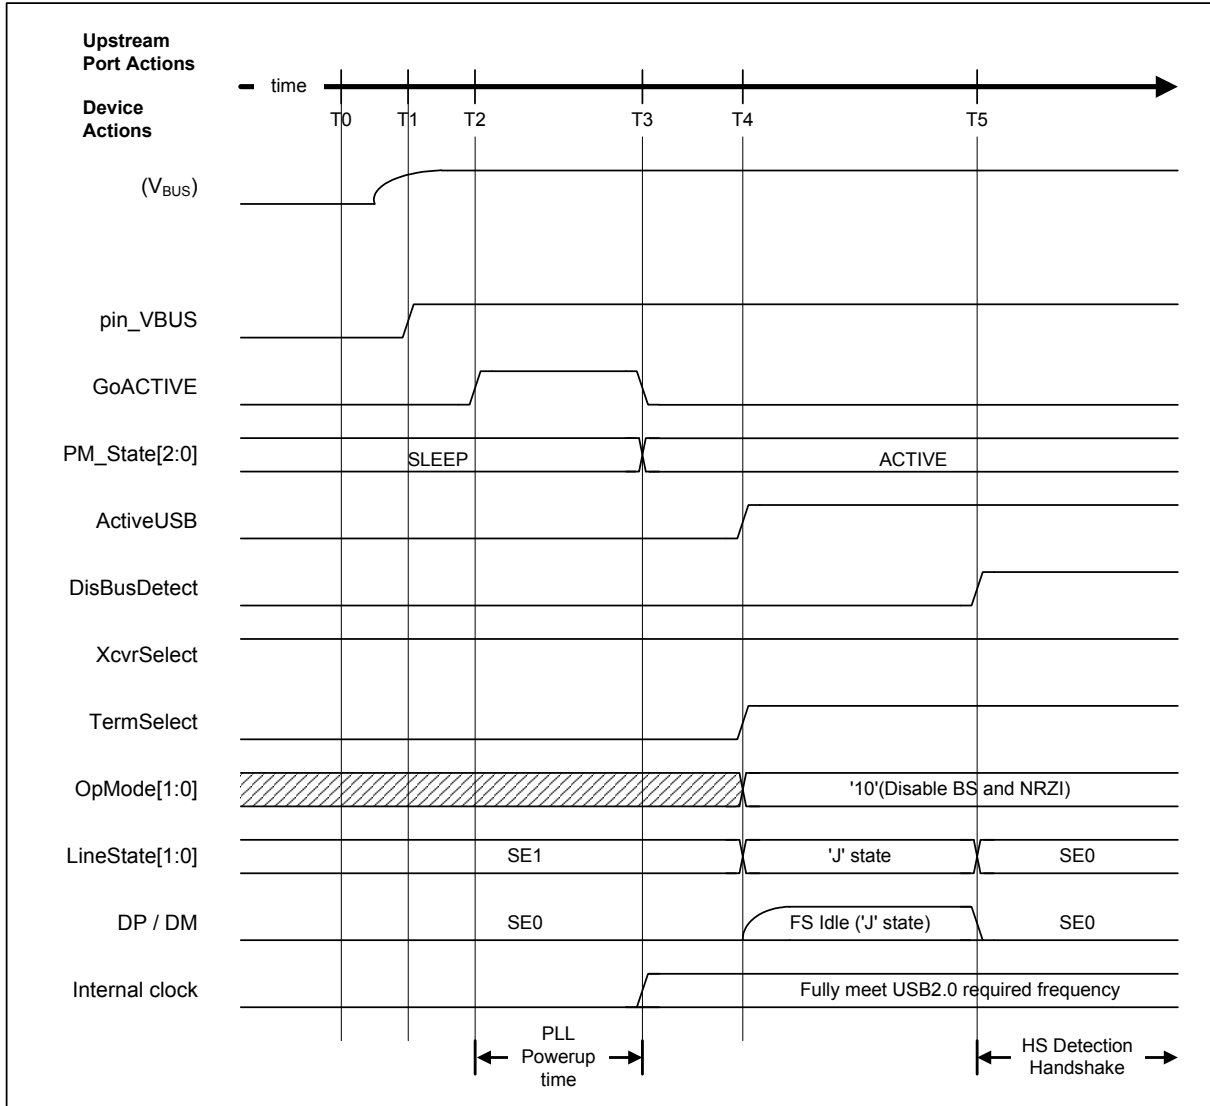 Upstream
Port Actions
time
Device
Actions
T0 T1 T2 T3 T4 T5
(VBUS)
pin_VBUS
GoACTIVE
PM_State[2:0] SLEEP ACTIVE
ActiveUSB
DisBusDetect
XcvrSelect
TermSelect
OpMode[1:0] '10'(Disable BS and NRZI)
LineState[1:0] SE1 'J' state SE0
DP / DM SE0 FS Idle ('J' state) SE0
Internal clock Fully meet USB2.0 required frequency
PLL
Powerup
time
HS Detection
Handshake